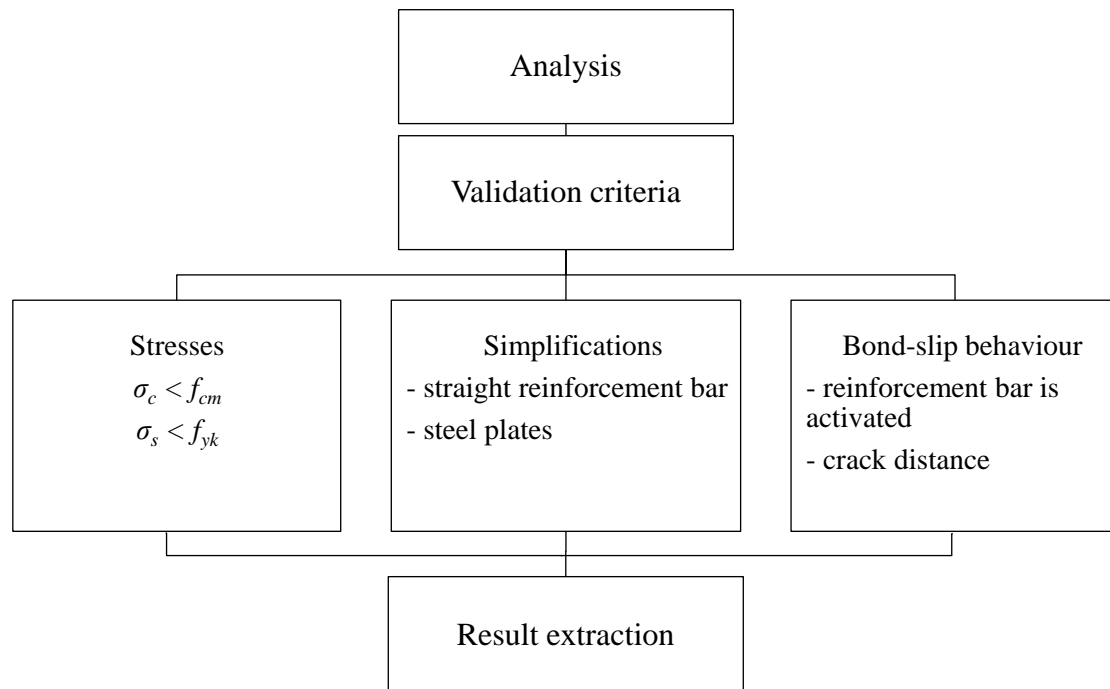 Analysis
Validation criteria
Stresses
σc < fcm
σs < fyk
Simplifications
- straight reinforcement bar
- steel plates
Bond-slip behaviour
- reinforcement bar is
activated
- crack distance
Result extraction